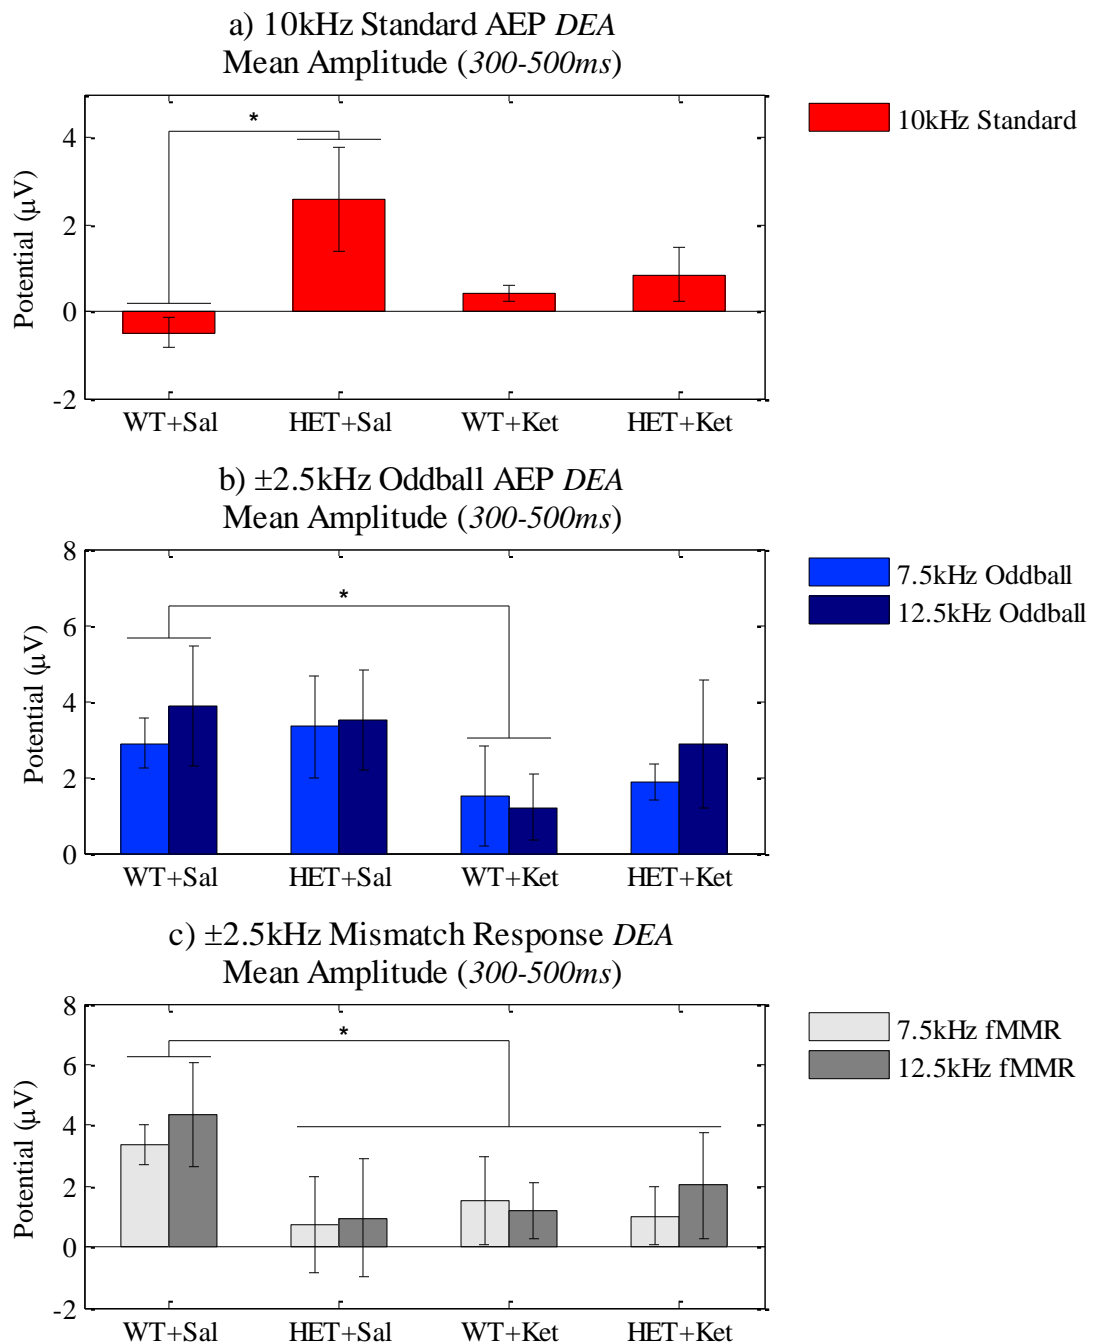 a) 10kHz Standard AEP DEA
Mean Amplitude (300-500ms)
*
10kHz Standard
Potential (μV)
4
2
0
-2
WT+Sal HET+Sal WT+Ket HET+Ket
b) ±2.5kHz Oddball AEP DEA
Mean Amplitude (300-500ms)
*
7.5kHz Oddball
12.5kHz Oddball
Potential (μV)
8
6
4
2
0
WT+Sal HET+Sal WT+Ket HET+Ket
c) ±2.5kHz Mismatch Response DEA
Mean Amplitude (300-500ms)
*
7.5kHz fMMR
12.5kHz fMMR
Potential (μV)
8
6
4
2
0
-2
WT+Sal HET+Sal WT+Ket HET+Ket